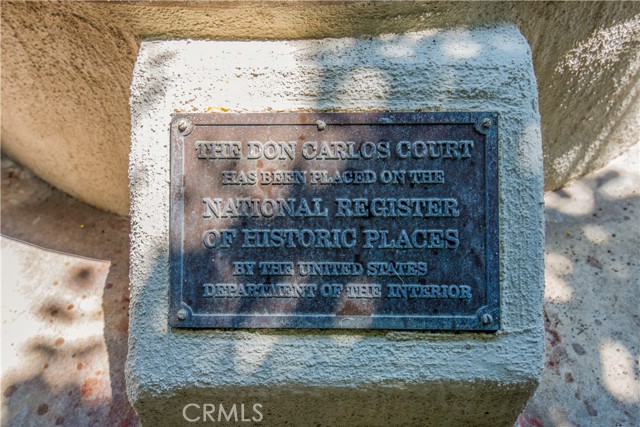 THE DON CARLOS COURT
HAS BEEN PLACED ON THE
NATIONAL REGISTER
OF HISTORIC PLACES
BY THE UNITED STATES
DEPARTMENT OF THE INTERIOR
CRMLS